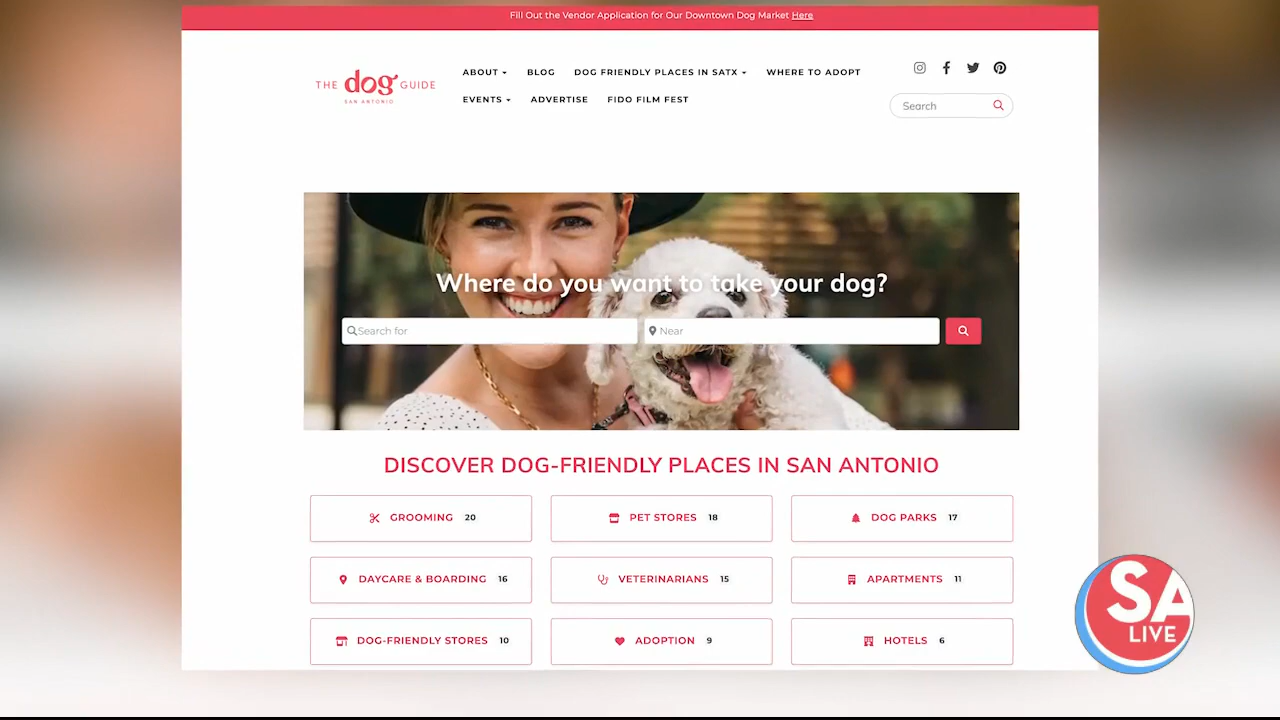 Fill Out the Vendor Application for Our Downtown Dog Market Here
THE dog GUIDE
SAN ANTONIO
ABOUT BLOG DOG FRIENDLY PLACES IN SATX WHERE TO ADOPT
EVENTS ADVERTISE FIDO FILM FEST
Search
Where do you want to take your dog?
Search for Near
DISCOVER DOG-FRIENDLY PLACES IN SAN ANTONIO
GROOMING 20 PET STORES 18 DOG PARKS 17
DAYCARE & BOARDING 16 VETERINARIANS 15 APARTMENTS 11
DOG-FRIENDLY STORES 10 ADOPTION 9 HOTELS 6
SA
LIVE